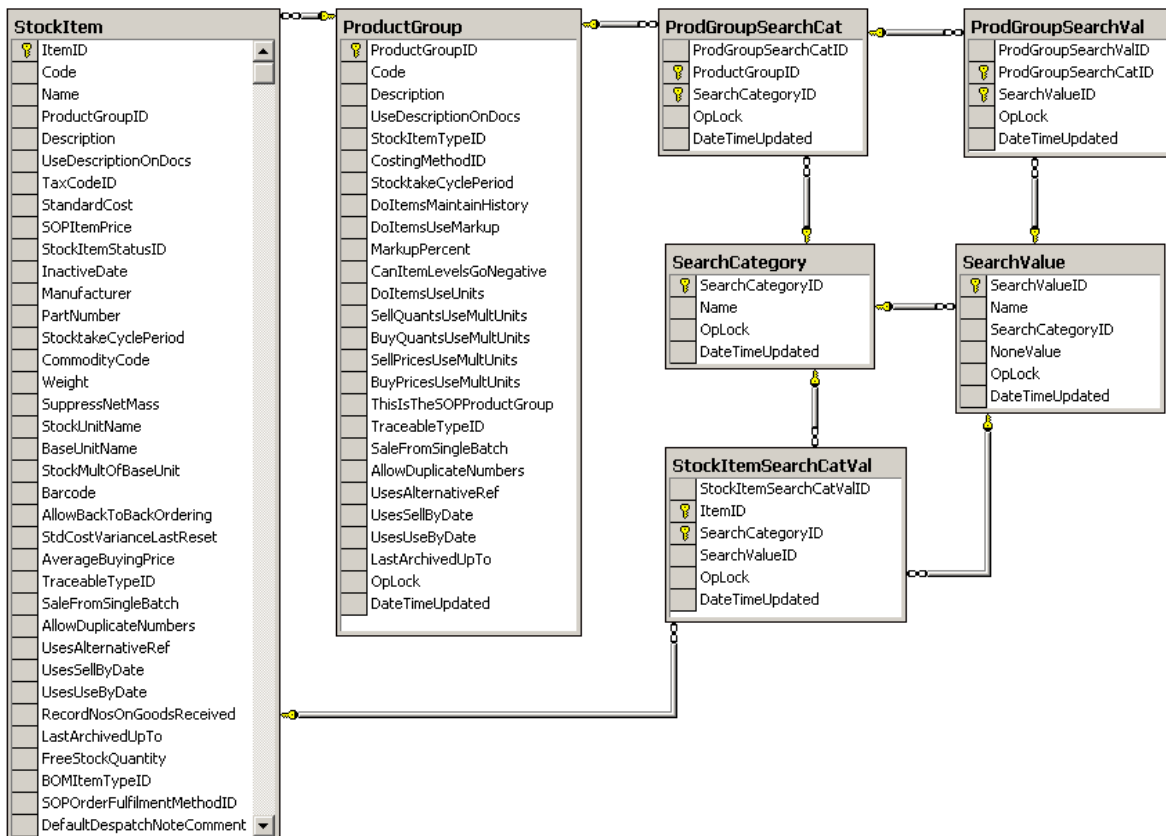 StockItem
ItemID
Code
Name
ProductGroupID
Description
UseDescriptionOnDocs
TaxCodeID
StandardCost
SOPItemPrice
StockItemStatusID
InactiveDate
Manufacturer
PartNumber
StocktakeCyclePeriod
CommodityCode
Weight
SuppressNetMass
StockUnitName
BaseUnitName
StockMultOfBaseUnit
Barcode
AllowBackToBackOrdering
StdCostVarianceLastReset
AverageBuyingPrice
TraceableTypeID
SaleFromSingleBatch
AllowDuplicateNumbers
UsesAlternativeRef
UsesSellByDate
UsesUseByDate
RecordNosOnGoodsReceived
LastArchivedUpTo
FreeStockQuantity
BOMItemTypeID
SOPOrderFulfilmentMethodID
DefaultDespatchNoteComment
ProductGroup
ProductGroupID
Code
Description
UseDescriptionOnDocs
StockItemTypeID
CostingMethodID
StocktakeCyclePeriod
DoItemsMaintainHistory
DoItemsUseMarkup
MarkupPercent
CanItemLevelsGoNegative
DoItemsUseUnits
SellQuantsUseMultUnits
BuyQuantsUseMultUnits
SellPricesUseMultUnits
BuyPricesUseMultUnits
ThisIsTheSOPProductGroup
TraceableTypeID
SaleFromSingleBatch
AllowDuplicateNumbers
UsesAlternativeRef
UsesSellByDate
UsesUseByDate
LastArchivedUpTo
OpLock
DateTimeUpdated
ProdGroupSearchCat
ProdGroupSearchCatID
ProductGroupID
SearchCategoryID
OpLock
DateTimeUpdated
ProdGroupSearchVal
ProdGroupSearchValID
ProdGroupSearchCatID
SearchValueID
OpLock
DateTimeUpdated
SearchCategory
SearchCategoryID
Name
OpLock
DateTimeUpdated
SearchValue
SearchValueID
Name
SearchCategoryID
NoneValue
OpLock
DateTimeUpdated
StockItemSearchCatVal
StockItemSearchCatValID
ItemID
SearchCategoryID
SearchValueID
OpLock
DateTimeUpdated